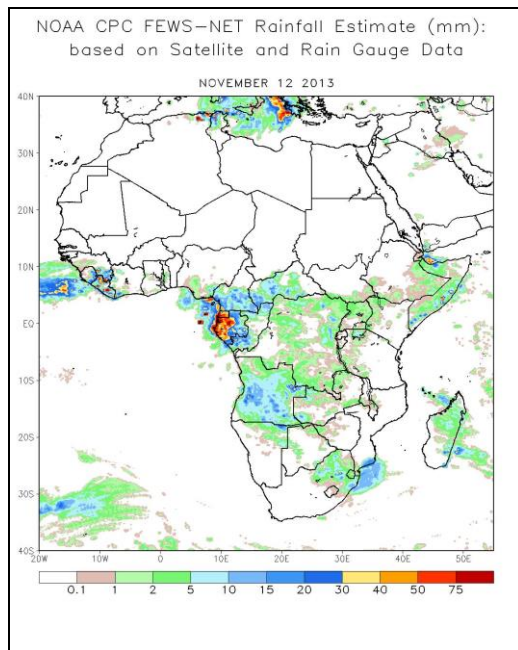 NOAA CPC FEWS-NET Rainfall Estimate (mm):
based on Satellite and Rain Gauge Data
NOVEMBER 12 2013
40N
30N
20N
10N
EQ
10S
20S
30S
40S
20W 10W 0 10E 20E 30E 40E 50E
0.1 1 2 5 10 15 20 30 40 50 75